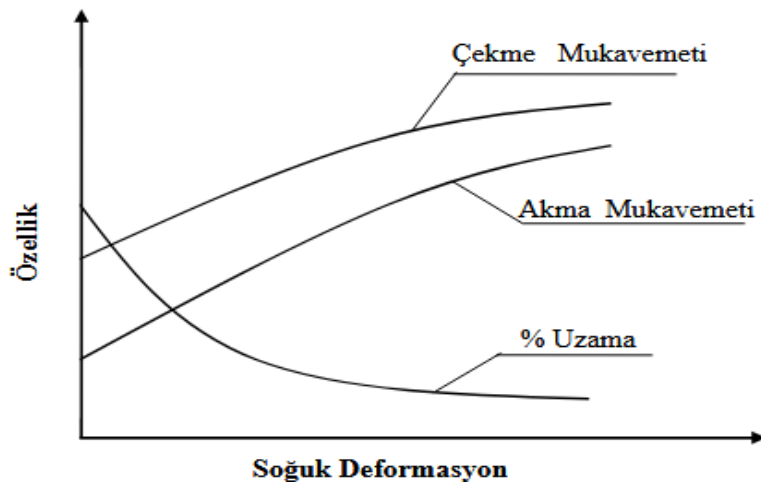 Çekme Mukavemeti
Akma Mukavemeti
Özellik
% Uzama
Soğuk Deformasyon